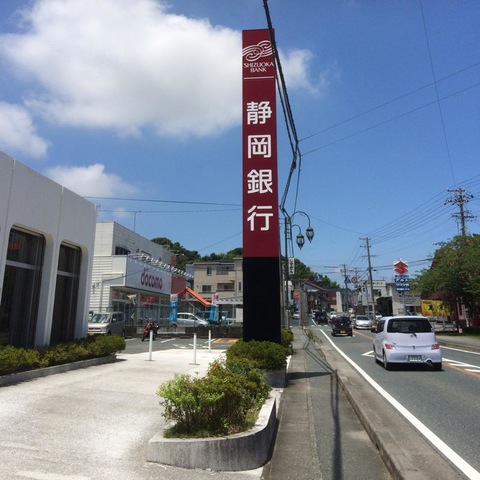 SHIZUOKA
BANK
静岡銀行
docomo